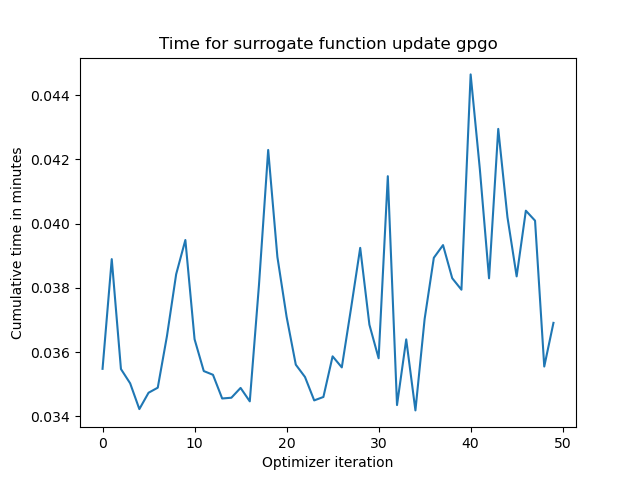 Time for surrogate function update gpgo
Cumulative time in minutes
0.044
0.042
0.040
0.038
0.036
0.034
0 10 20 30 40 50
Optimizer iteration